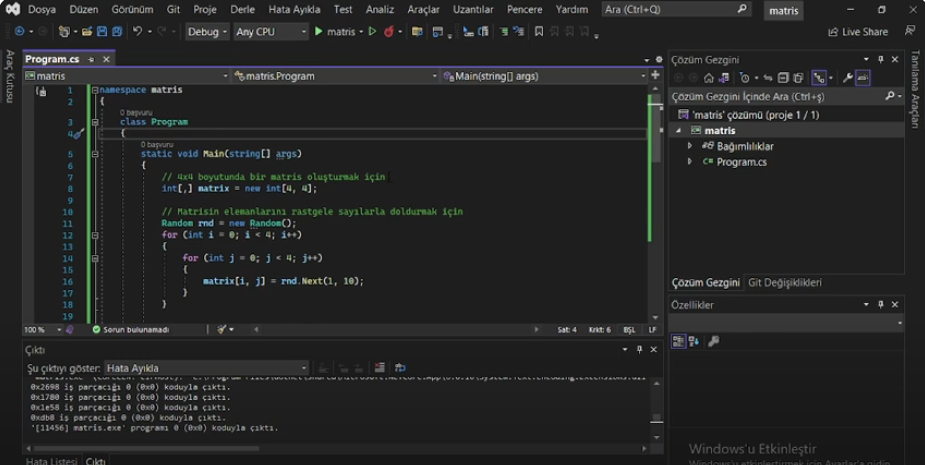 Dosya Düzen Görünüm Git Proje Derle Hata Ayıkla Test Analiz Araçlar Uzantılar Pencere Yardım Ara (Ctrl+Q) matris
Debug Any CPU matris Live Share
Araç Kutusu
Program.cs
matris matris.Program Main(string[] args)
1 namespace matris
2 {
0 başvuru
3 class Program
4 {
0 başvuru
5 static void Main(string[] args)
6 {
7 // 4x4 boyutunda bir matris oluşturmak için
8 int[,] matrix = new int[4, 4];
9
10 // Matrisin elemanlarını rastgele sayılarla doldurmak için
11 Random rnd = new Random();
12 for (int i = 0; i < 4; i++)
13 {
14 for (int j = 0; j < 4; j++)
15 {
16 matrix[i, j] = rnd.Next(1, 10);
17 }
18 }
19
100 % Sorun bulunamadı Sat: 4 Krkt: 6 BŞL LF
Çıktı
Şu çıktıyı göster: Hata Ayıkla
0x2698 iş parçacığı 0 (0x0) koduyla çıktı.
0x1780 iş parçacığı 0 (0x0) koduyla çıktı.
0x1e58 iş parçacığı 0 (0x0) koduyla çıktı.
0xdb8 iş parçacığı 0 (0x0) koduyla çıktı.
'[11456] matris.exe' programı 0 (0x0) koduyla çıktı.
Hata Listesi Çıktı
Çözüm Gezgini
Çözüm Gezgini İçinde Ara (Ctrl+ş)
'matris' çözümü (proje 1 / 1)
matris
Bağımlılıklar
C# Program.cs
Çözüm Gezgini Git Değişiklikleri
Özellikler
Tanılama Araçları
Windows'u Etkinleştir
Windows'u etkinleştirmek için Ayarlar'a gidin